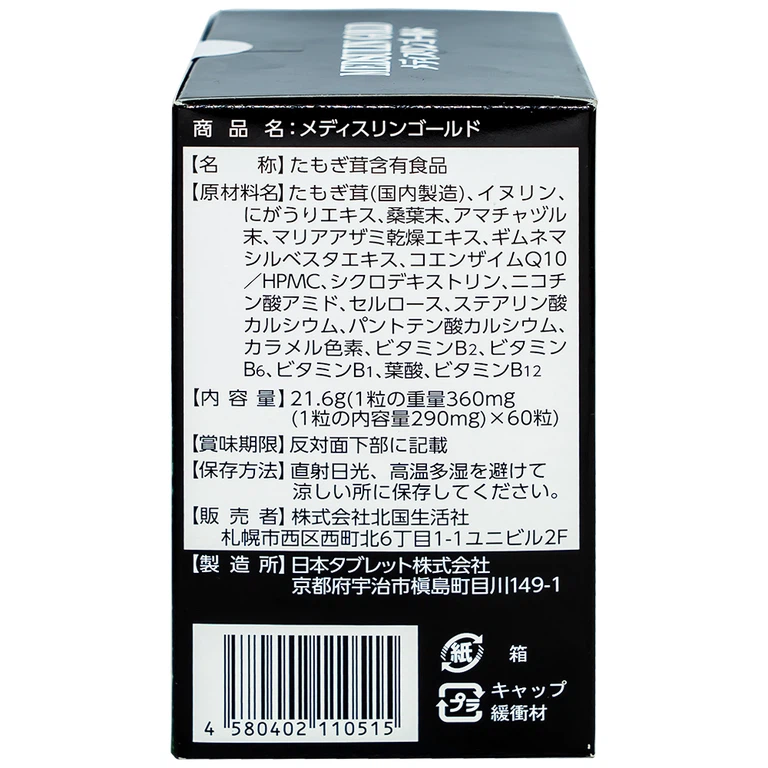 メディスリンゴールド
商品名：メディスリンゴールド
【名称】たもぎ茸含有食品
【原材料名】たもぎ茸(国内製造)、イヌリン、
にがうりエキス、桑葉末、アマチャヅル
末、マリアアザミ乾燥エキス、ギムネマ
シルベスタエキス、コエンザイムQ10
／HPMC、シクロデキストリン、ニコチ
ン酸アミド、セルロース、ステアリン酸
カルシウム、パントテン酸カルシウム、
カラメル色素、ビタミンB2、ビタミン
B6、ビタミンB1、葉酸、ビタミンB12
【内容量】21.6g(1粒の重量360mg
(1粒の内容量290mg)×60粒)
【賞味期限】反対面下部に記載
【保存方法】直射日光、高温多湿を避けて
涼しい所に保存してください。
【販売者】株式会社北国生活社
札幌市西区西町北6丁目1-1ユニビル2F
【製造所】日本タブレット株式会社
京都府宇治市槇島町目川149-1
紙 箱
プラ キャップ
緩衝材
4 580402 110515